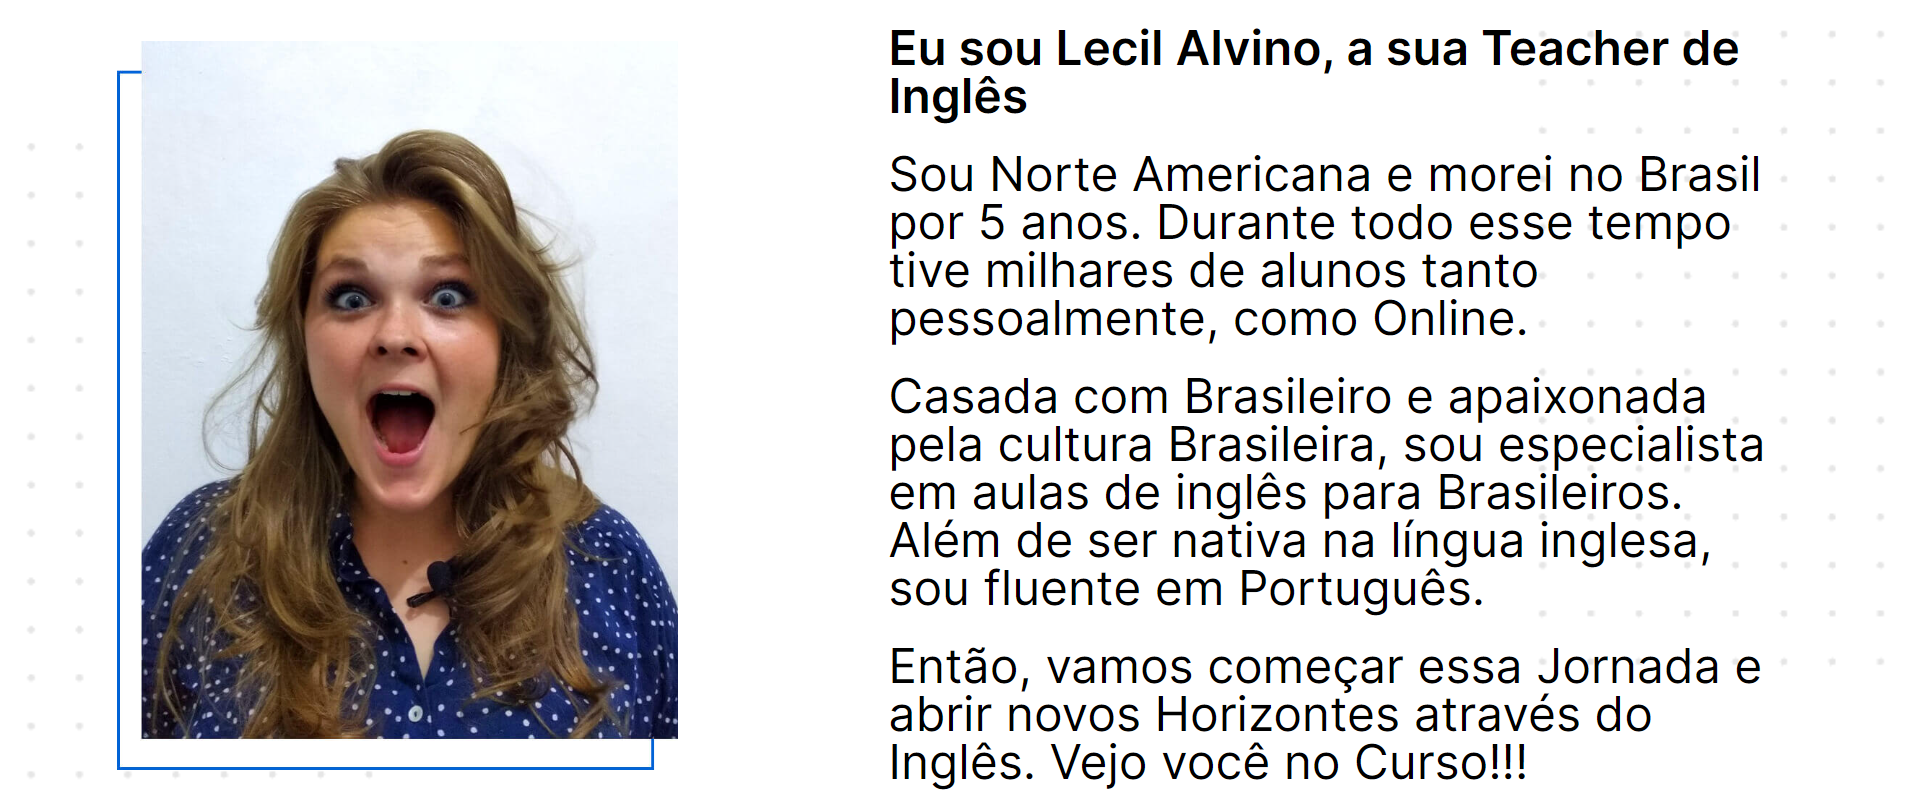 Eu sou Lecil Alvino, a sua Teacher de
Inglês
Sou Norte Americana e morei no Brasil
por 5 anos. Durante todo esse tempo
tive milhares de alunos tanto
pessoalmente, como Online.
Casada com Brasileiro e apaixonada
pela cultura Brasileira, sou especialista
em aulas de inglês para Brasileiros.
Além de ser nativa na língua inglesa,
sou fluente em Português.
Então, vamos começar essa Jornada e
abrir novos Horizontes através do
Inglês. Vejo você no Curso!!!